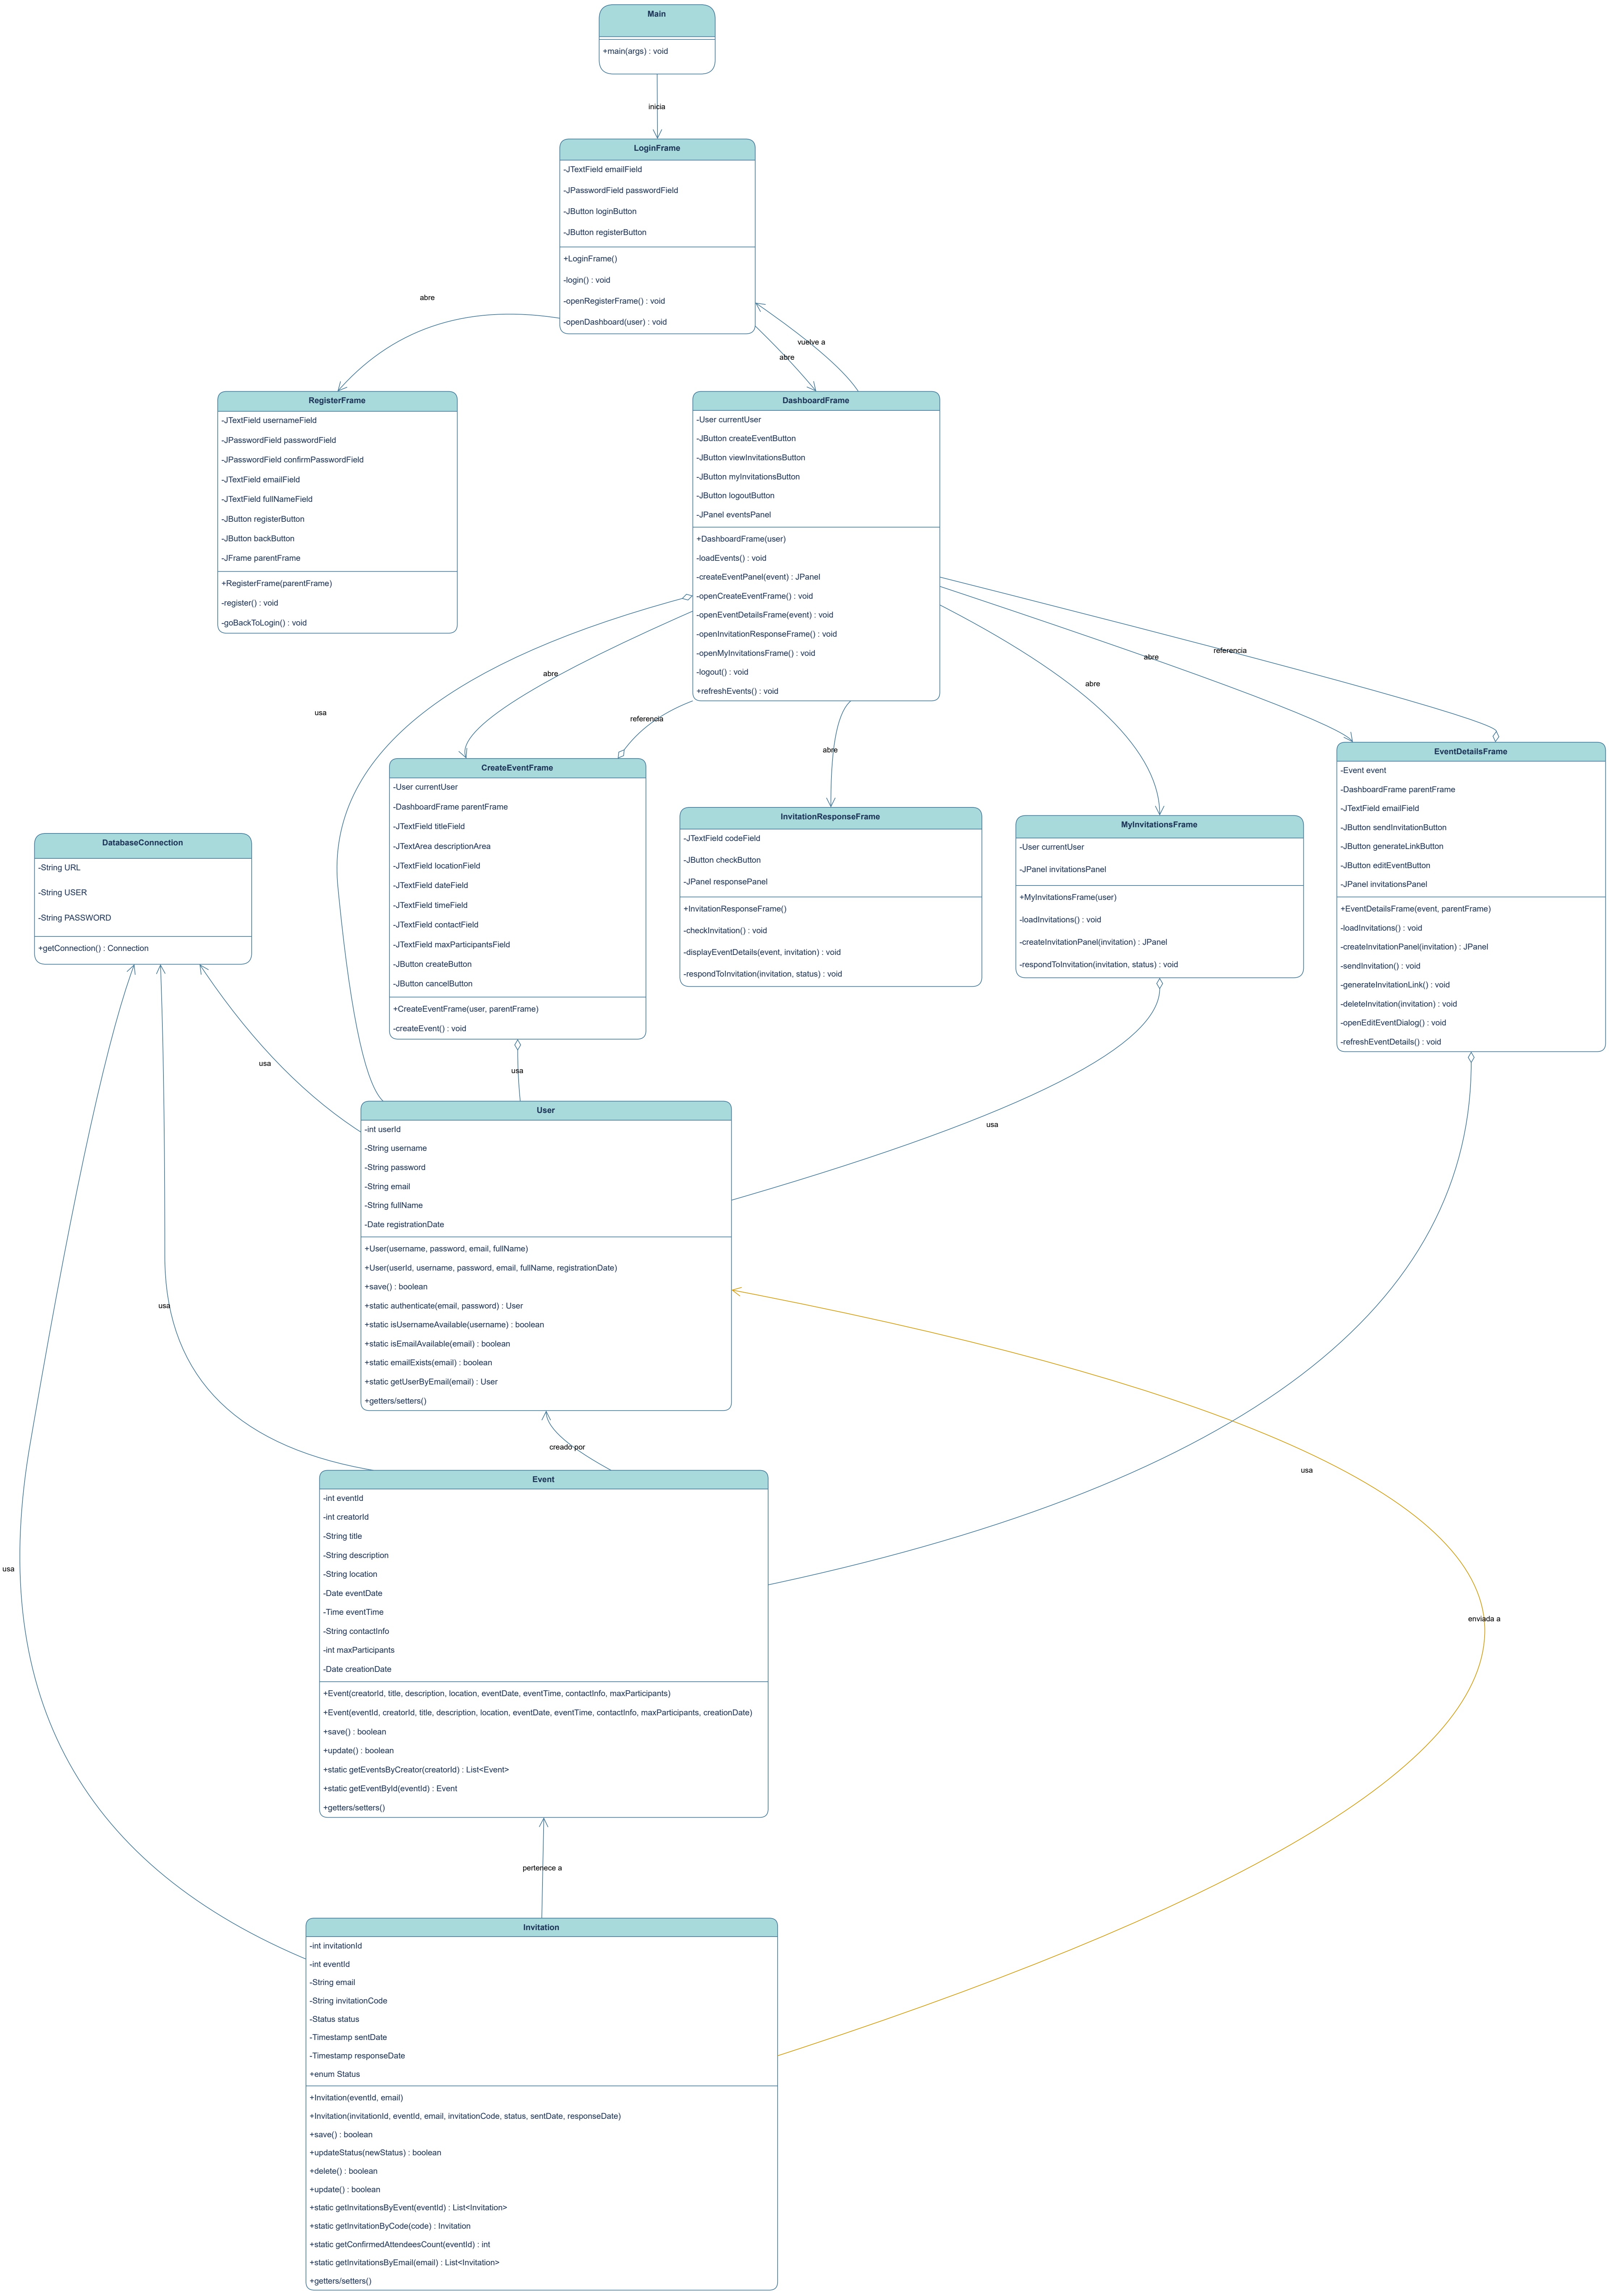 Main
+main(args) : void
inicia
LoginFrame
-JTextField emailField
-JPasswordField passwordField
-JButton loginButton
-JButton registerButton
+LoginFrame()
-login() : void
-openRegisterFrame() : void
-openDashboard(user) : void
abre
vuelve a
abre
RegisterFrame
-JTextField usernameField
-JPasswordField passwordField
-JPasswordField confirmPasswordField
-JTextField emailField
-JTextField fullNameField
-JButton registerButton
-JButton backButton
-JFrame parentFrame
+RegisterFrame(parentFrame)
-register() : void
-goBackToLogin() : void
DashboardFrame
-User currentUser
-JButton createEventButton
-JButton viewInvitationsButton
-JButton myInvitationsButton
-JButton logoutButton
-JPanel eventsPanel
+DashboardFrame(user)
-loadEvents() : void
-createEventPanel(event) : JPanel
-openCreateEventFrame() : void
-openEventDetailsFrame(event) : void
-openInvitationResponseFrame() : void
-openMyInvitationsFrame() : void
-logout() : void
+refreshEvents() : void
usa
abre
referencia
abre
abre
abre
referencia
CreateEventFrame
-User currentUser
-DashboardFrame parentFrame
-JTextField titleField
-JTextArea descriptionArea
-JTextField locationField
-JTextField dateField
-JTextField timeField
-JTextField contactField
-JTextField maxParticipantsField
-JButton createButton
-JButton cancelButton
+CreateEventFrame(user, parentFrame)
-createEvent() : void
InvitationResponseFrame
-JTextField codeField
-JButton checkButton
-JPanel responsePanel
+InvitationResponseFrame()
-checkInvitation() : void
-displayEventDetails(event, invitation) : void
-respondToInvitation(invitation, status) : void
MyInvitationsFrame
-User currentUser
-JPanel invitationsPanel
+MyInvitationsFrame(user)
-loadInvitations() : void
-createInvitationPanel(invitation) : JPanel
-respondToInvitation(invitation, status) : void
EventDetailsFrame
-Event event
-DashboardFrame parentFrame
-JTextField emailField
-JButton sendInvitationButton
-JButton generateLinkButton
-JButton editEventButton
-JPanel invitationsPanel
+EventDetailsFrame(event, parentFrame)
-loadInvitations() : void
-createInvitationPanel(invitation) : JPanel
-sendInvitation() : void
-generateInvitationLink() : void
-deleteInvitation(invitation) : void
-openEditEventDialog() : void
-refreshEventDetails() : void
DatabaseConnection
-String URL
-String USER
-String PASSWORD
+getConnection() : Connection
usa
usa
usa
User
-int userId
-String username
-String password
-String email
-String fullName
-Date registrationDate
+User(username, password, email, fullName)
+User(userId, username, password, email, fullName, registrationDate)
+save() : boolean
+static authenticate(email, password) : User
+static isUsernameAvailable(username) : boolean
+static isEmailAvailable(email) : boolean
+static emailExists(email) : boolean
+static getUserByEmail(email) : User
+getters/setters()
usa
creado por
usa
Event
-int eventId
-int creatorId
-String title
-String description
-String location
-Date eventDate
-Time eventTime
-String contactInfo
-int maxParticipants
-Date creationDate
+Event(creatorId, title, description, location, eventDate, eventTime, contactInfo, maxParticipants)
+Event(eventId, creatorId, title, description, location, eventDate, eventTime, contactInfo, maxParticipants, creationDate)
+save() : boolean
+update() : boolean
+static getEventsByCreator(creatorId) : List<Event>
+static getEventById(eventId) : Event
+getters/setters()
usa
enviada a
pertenece a
Invitation
-int invitationId
-int eventId
-String email
-String invitationCode
-Status status
-Timestamp sentDate
-Timestamp responseDate
+enum Status
+Invitation(eventId, email)
+Invitation(invitationId, eventId, email, invitationCode, status, sentDate, responseDate)
+save() : boolean
+updateStatus(newStatus) : boolean
+delete() : boolean
+update() : boolean
+static getInvitationsByEvent(eventId) : List<Invitation>
+static getInvitationByCode(code) : Invitation
+static getConfirmedAttendeesCount(eventId) : int
+static getInvitationsByEmail(email) : List<Invitation>
+getters/setters()